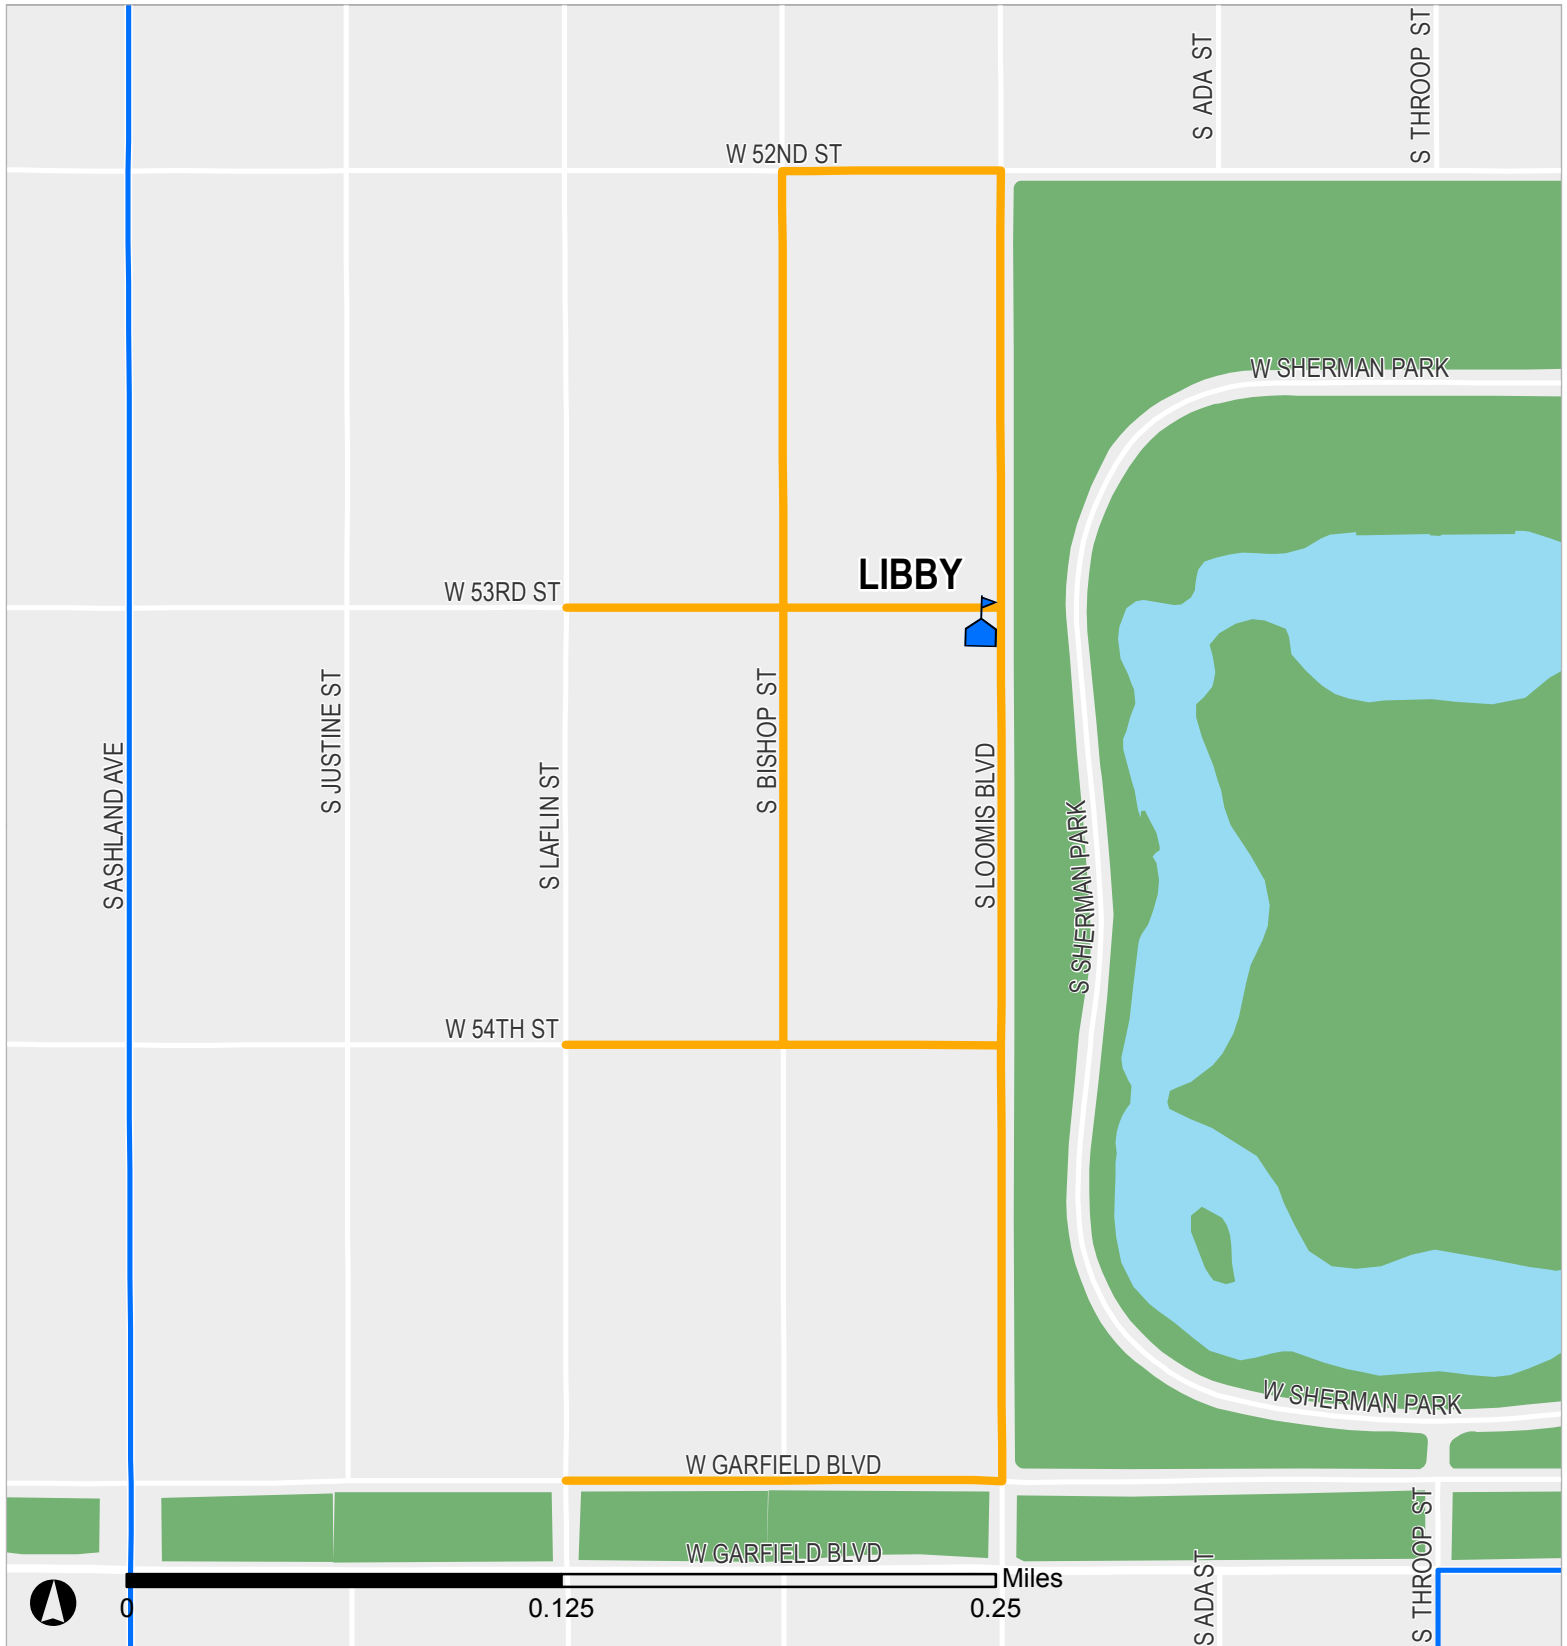 S ADA ST
S THROOP ST
W 52ND ST
W SHERMAN PARK
LIBBY
W 53RD ST
S JUSTINE ST
S BISHOP ST
S ASHLAND AVE
S LAFLIN ST
S LOOMIS BLVD
S SHERMAN PARK
W 54TH ST
W SHERMAN PARK
W GARFIELD BLVD
S THROOP ST
W GARFIELD BLVD
S ADA ST
Miles
0
0.125
0.25